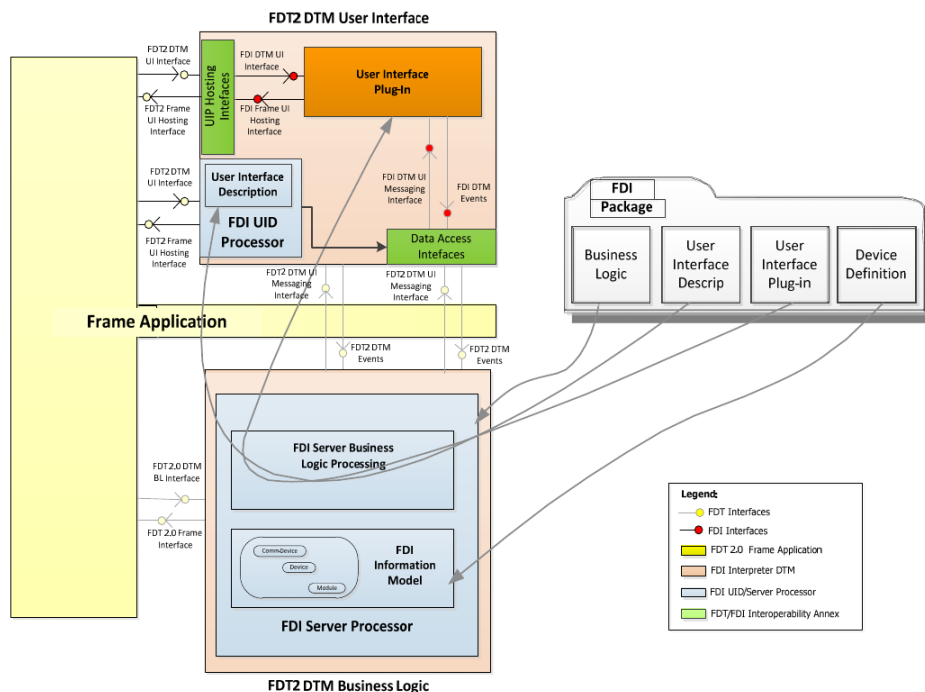 FDT2 DTM User Interface
FDT2 DTM
UI Interface
FDT2 Frame
UI Hosting
Interface
UIP Hosting
Intefaces
FDI DTM UI
Interface
FDI Frame UI
Hosting
Interface
User Interface
Plug-In
FDT2 DTM
UI Interface
FDT2 Frame
UI Hosting
Interface
User Interface
Description
FDI UID
Processor
FDI DTM UI
Messaging
Interface
FDI DTM
Events
Data Access
Intefaces
FDT2 DTM UI
Messaging
Interface
FDT2 DTM UI
Messaging
Interface
Frame Application
FDT2 DTM
Events
FDT2 DTM
Events
FDI
Package
Business
Logic
User
Interface
Descrip
User
Interface
Plug-in
Device
Definition
FDI Server Business
Logic Processing
FDT2.0 DTM
BL Interface
FDT 2.0 Frame
Interface
CommDevice
Device
Module
FDI
Information
Model
FDI Server Processor
FDT2 DTM Business Logic
Legend:
FDT Interfaces
FDI Interfaces
FDT 2.0 Frame Application
FDI Interpreter DTM
FDI UID/Server Processor
FDT/FDI Interoperability Annex